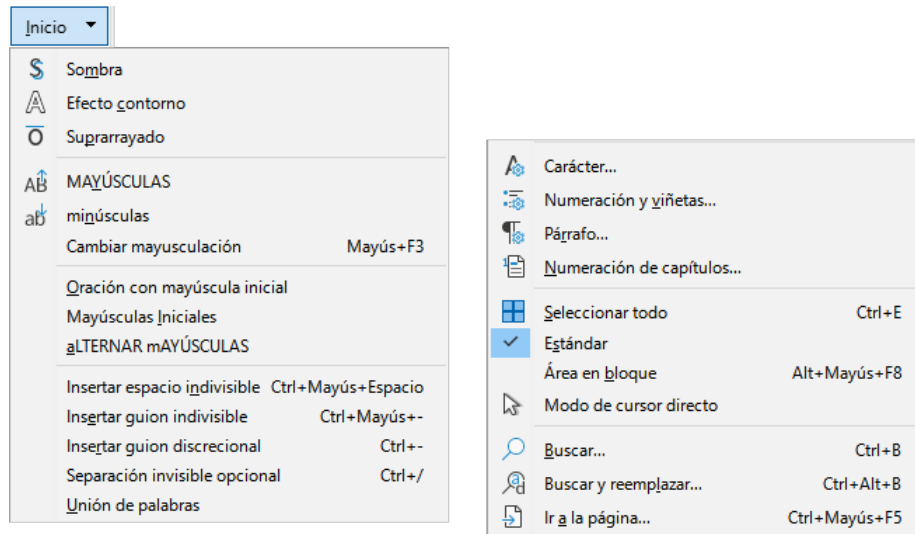 Inicio
Sombra
Efecto contorno
Suprarrayado
MAYÚSCULAS
minúsculas
Cambiar mayusculación Mayús+F3
Oración con mayúscula inicial
Mayúsculas Iniciales
aLTERNAR mAYÚSCULAS
Insertar espacio indivisible Ctrl+Mayús+Espacio
Insertar guion indivisible Ctrl+Mayús+-
Insertar guion discrecional Ctrl+-
Separación invisible opcional Ctrl+/
Unión de palabras
Carácter...
Numeración y viñetas...
Párrafo...
Numeración de capítulos...
Seleccionar todo Ctrl+E
Estándar
Área en bloque Alt+Mayús+F8
Modo de cursor directo
Buscar... Ctrl+B
Buscar y reemplazar... Ctrl+Alt+B
Ir a la página... Ctrl+Mayús+F5